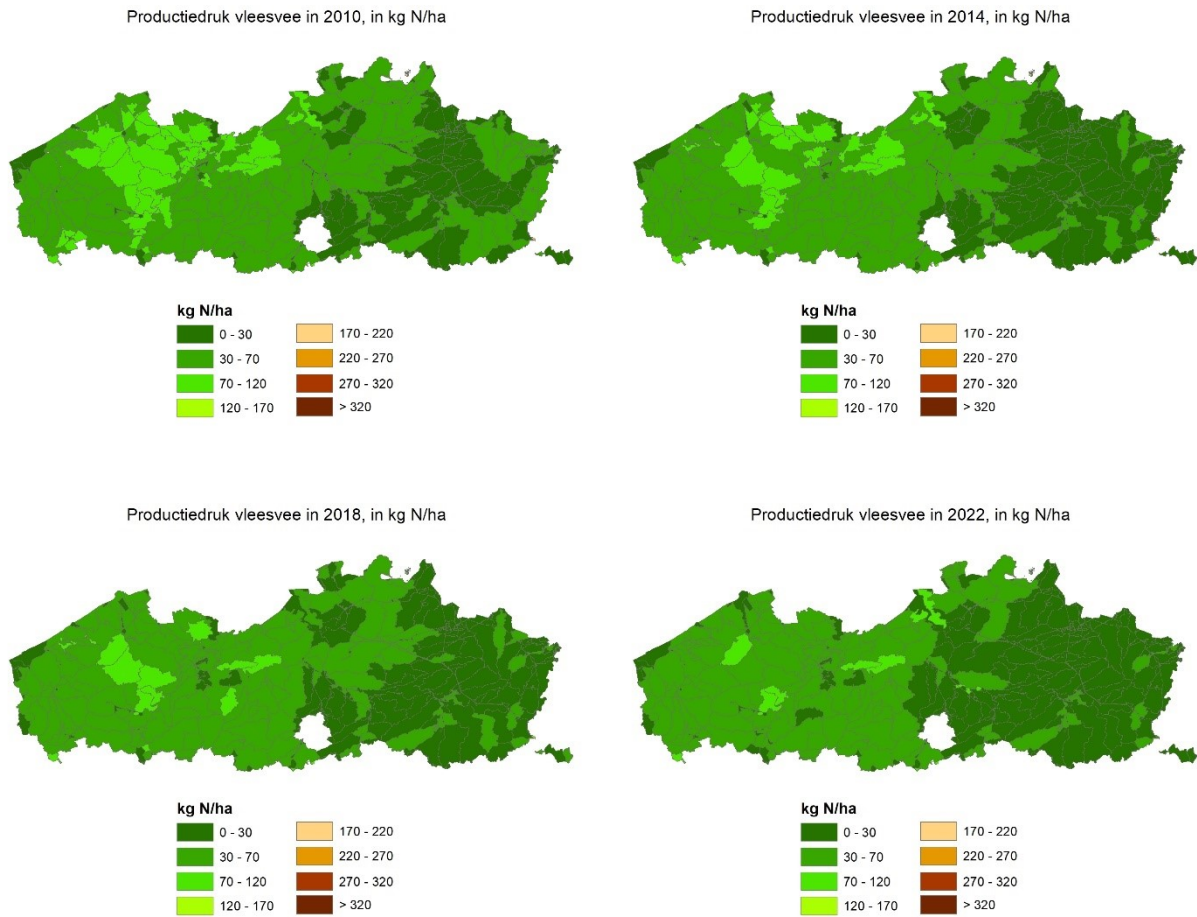 Productiedruk vleesvee in 2010, in kg N/ha
Productiedruk vleesvee in 2014, in kg N/ha
kg N/ha
0 - 30
170 - 220
30 - 70
220 - 270
70 - 120
270 - 320
120 - 170
> 320
kg N/ha
0 - 30
170 - 220
30 - 70
220 - 270
70 - 120
270 - 320
120 - 170
> 320
Productiedruk vleesvee in 2018, in kg N/ha
Productiedruk vleesvee in 2022, in kg N/ha
kg N/ha
0 - 30
170 - 220
30 - 70
220 - 270
70 - 120
270 - 320
120 - 170
> 320
kg N/ha
0 - 30
170 - 220
30 - 70
220 - 270
70 - 120
270 - 320
120 - 170
> 320